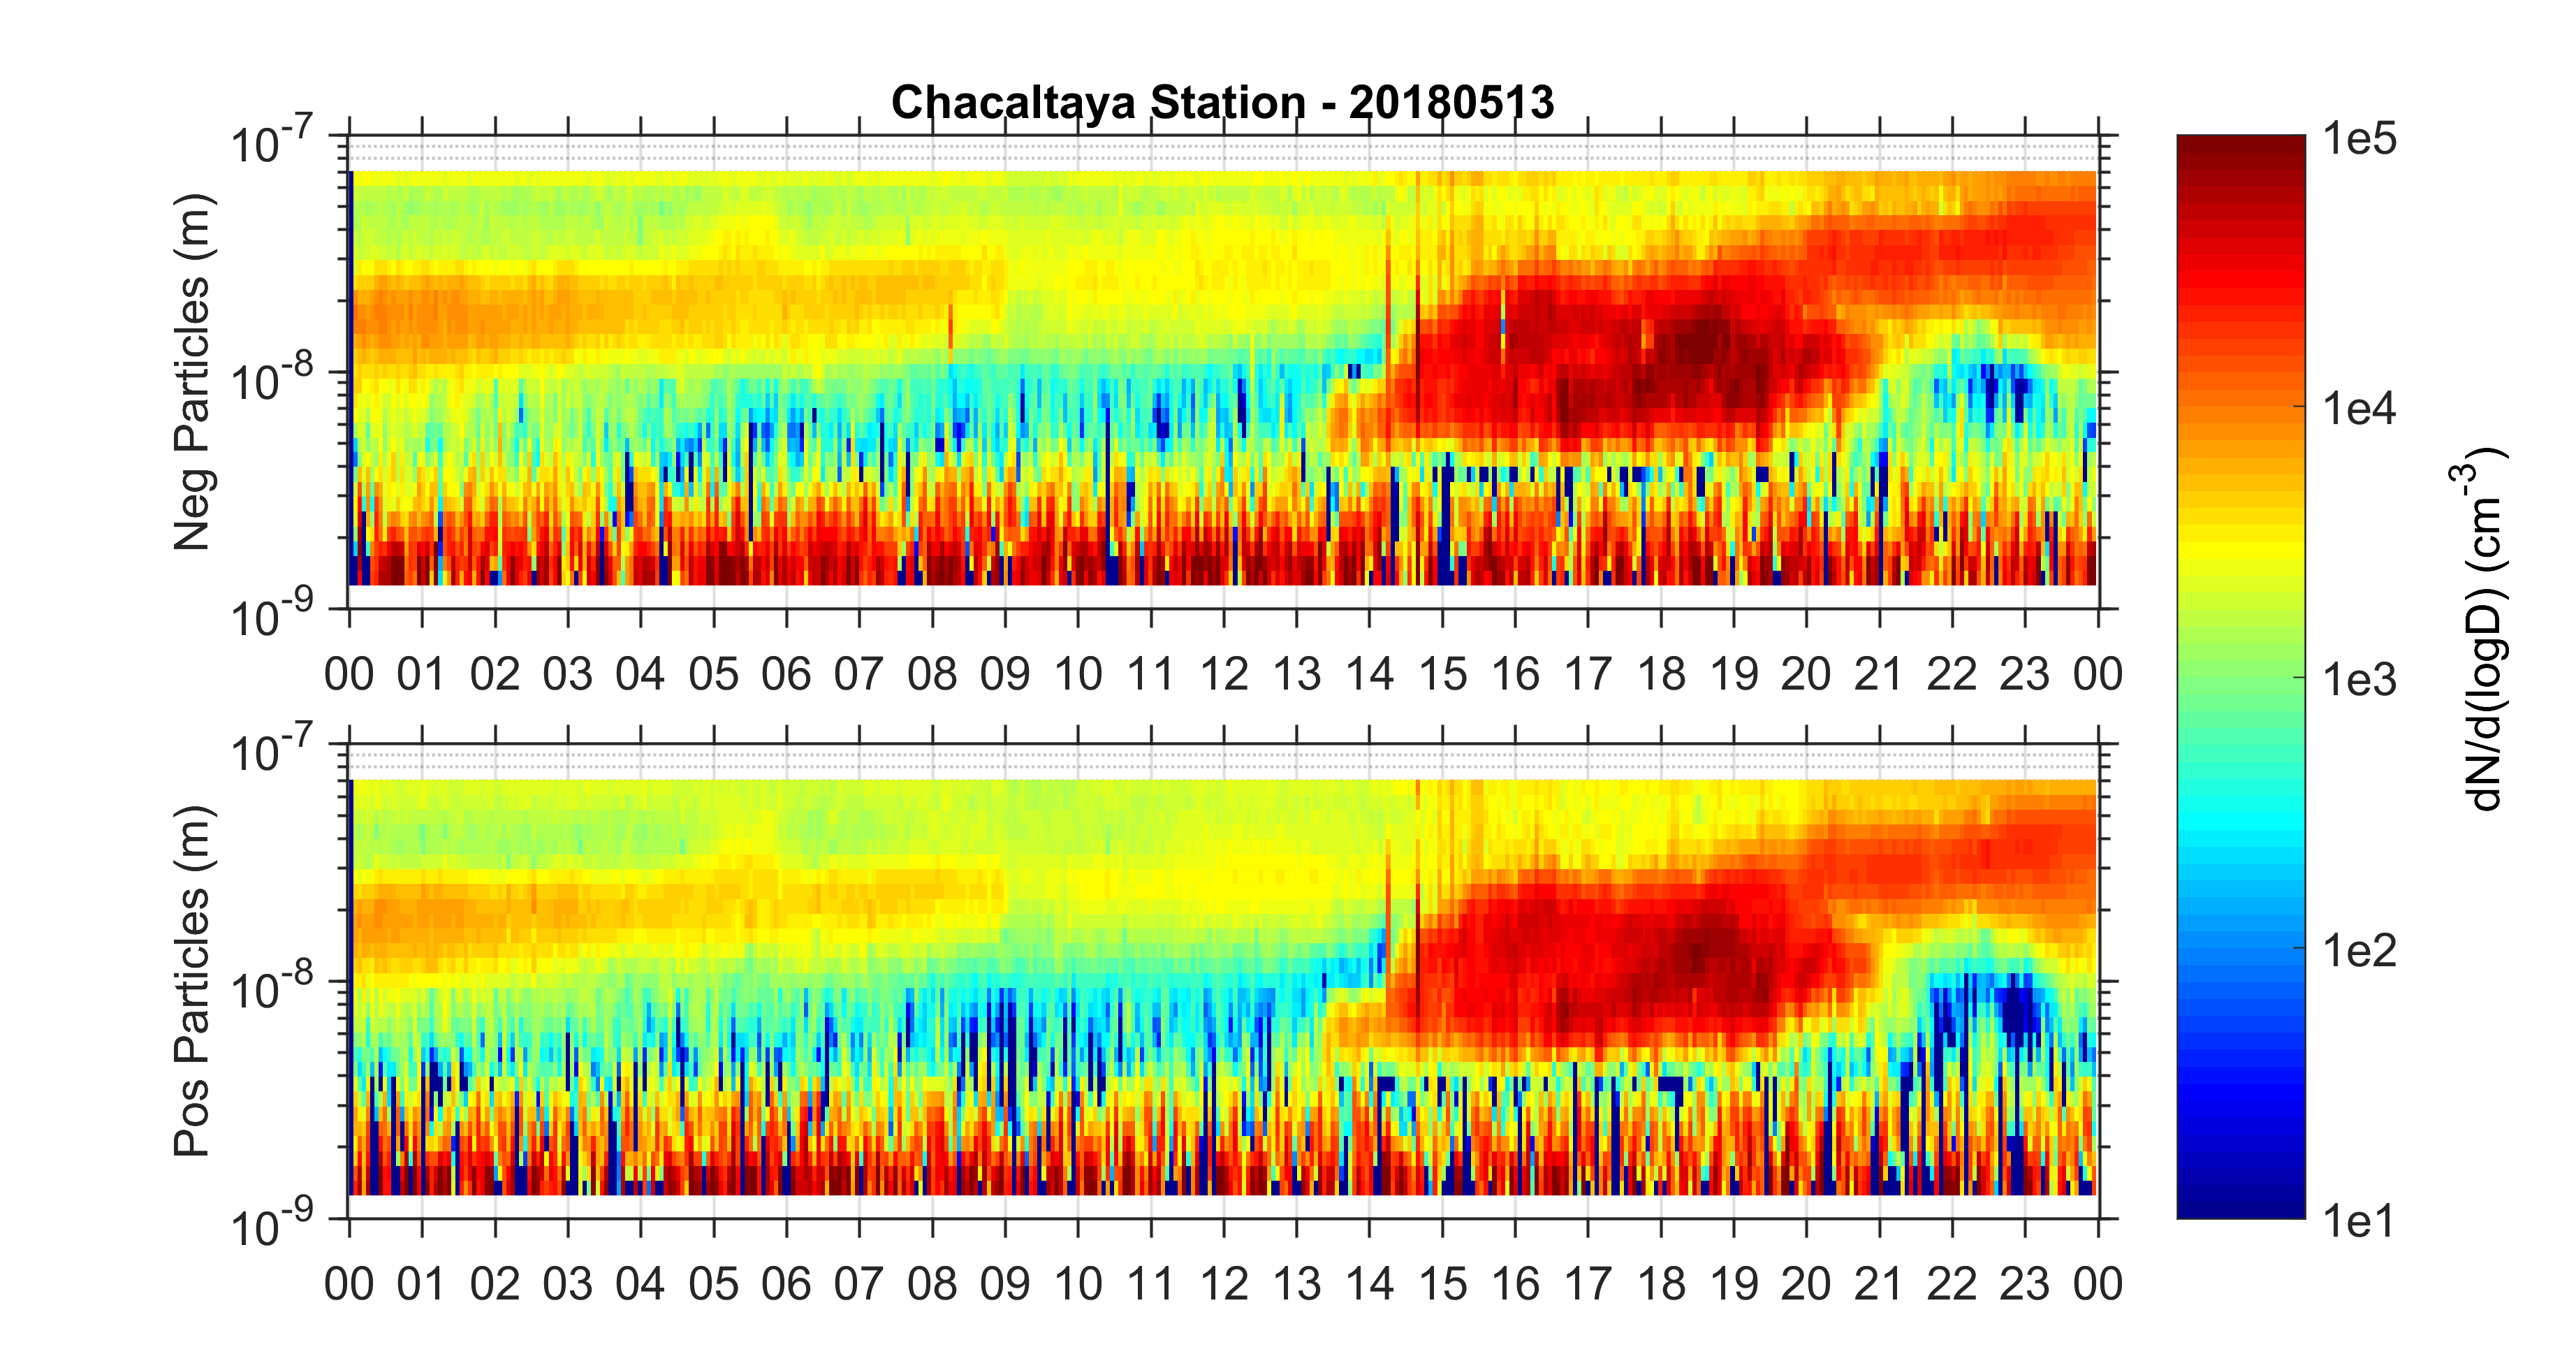 Chacaltaya Station - 20180513
10-7
10-8
10-9
Neg Particles (m)
00 01 02 03 04 05 06 07 08 09 10 11 12 13 14 15 16 17 18 19 20 21 22 23 00
10-7
10-8
10-9
Pos Particles (m)
00 01 02 03 04 05 06 07 08 09 10 11 12 13 14 15 16 17 18 19 20 21 22 23 00
1e5
1e4
1e3
1e2
1e1
dN/d(logD) (cm-3)